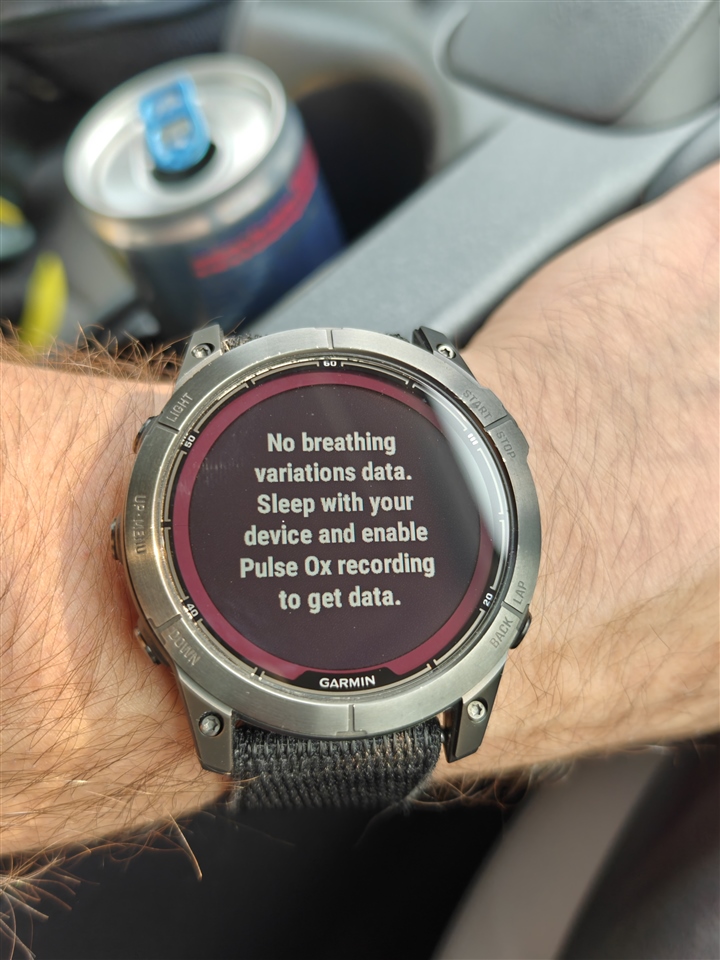 60
LIGHT
START
STOP
50
No breathing
variations data.
Sleep with your
device and enable
Pulse Ox recording
to get data.
UP·MENU
40
20
DOWN
BACK
LAP
GARMIN